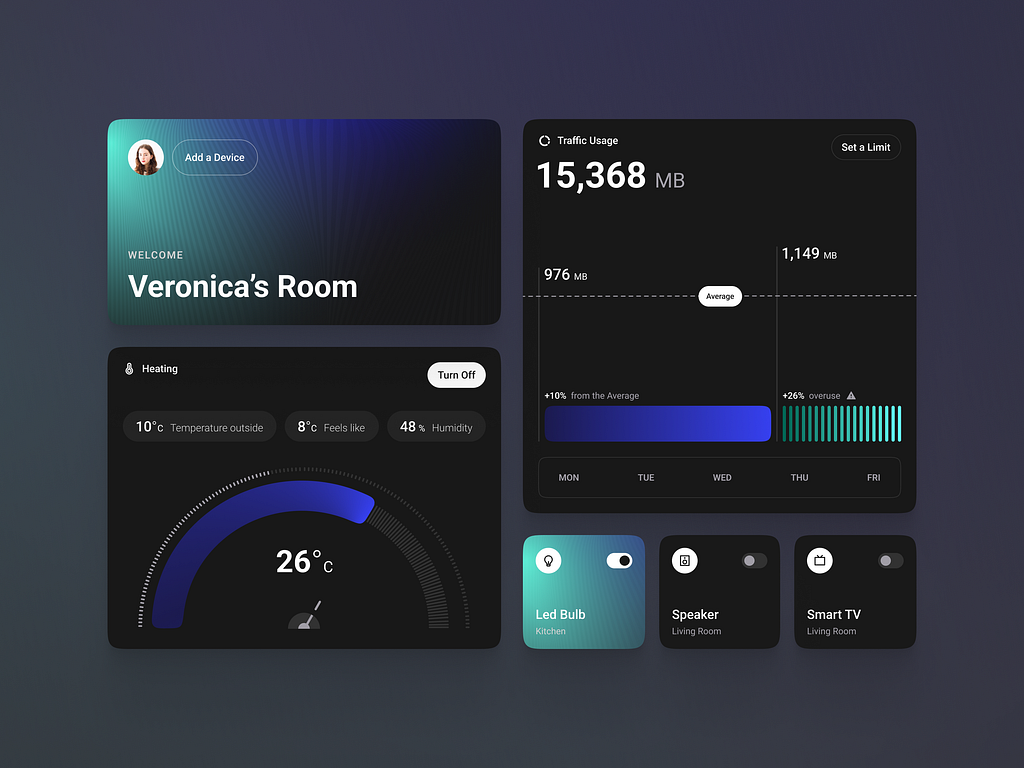 Add a Device
WELCOME
Veronica’s Room
Heating
Turn Off
10°C Temperature outside
8°C Feels like
48 % Humidity
26°C
Traffic Usage
Set a Limit
15,368 MB
1,149 MB
976 MB
Average
+10% from the Average
+26% overuse
MON TUE WED THU FRI
Led Bulb
Kitchen
Speaker
Living Room
Smart TV
Living Room